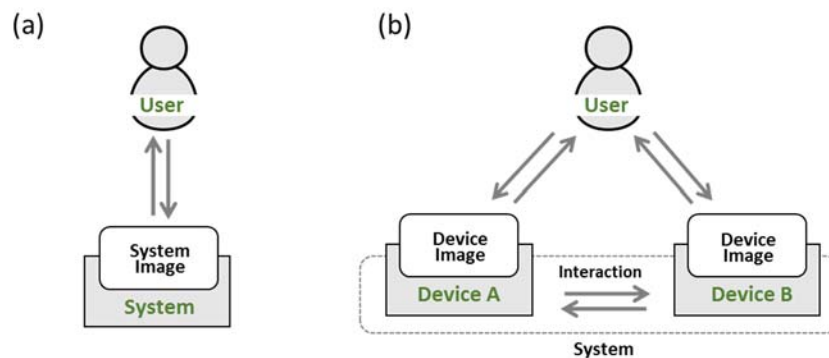 (a)
User
System
Image
System
(b)
User
Device
Image
Device A
Interaction
Device
Image
Device B
System